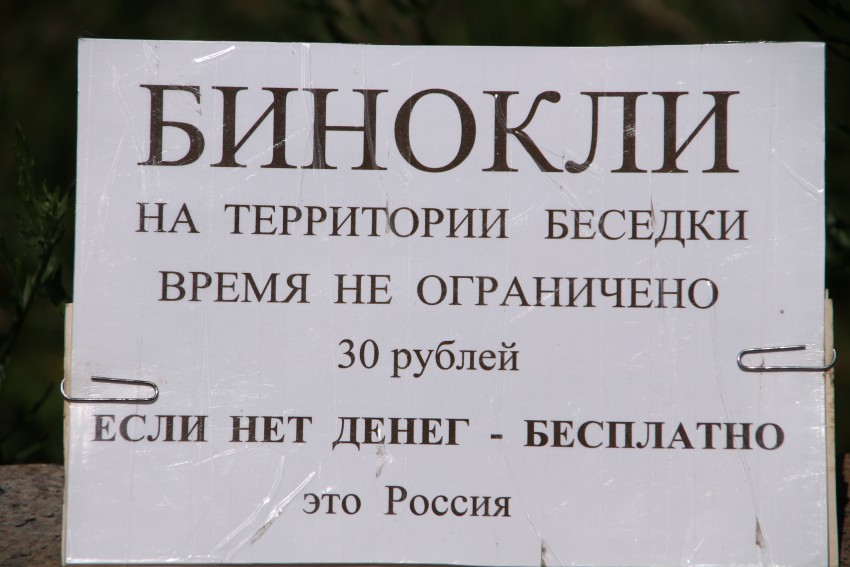 БИНОКЛИ
НА ТЕРРИТОРИИ БЕСЕДКИ
ВРЕМЯ НЕ ОГРАНИЧЕНО
30 рублей
ЕСЛИ НЕТ ДЕНЕГ - БЕСПЛАТНО
это Россия